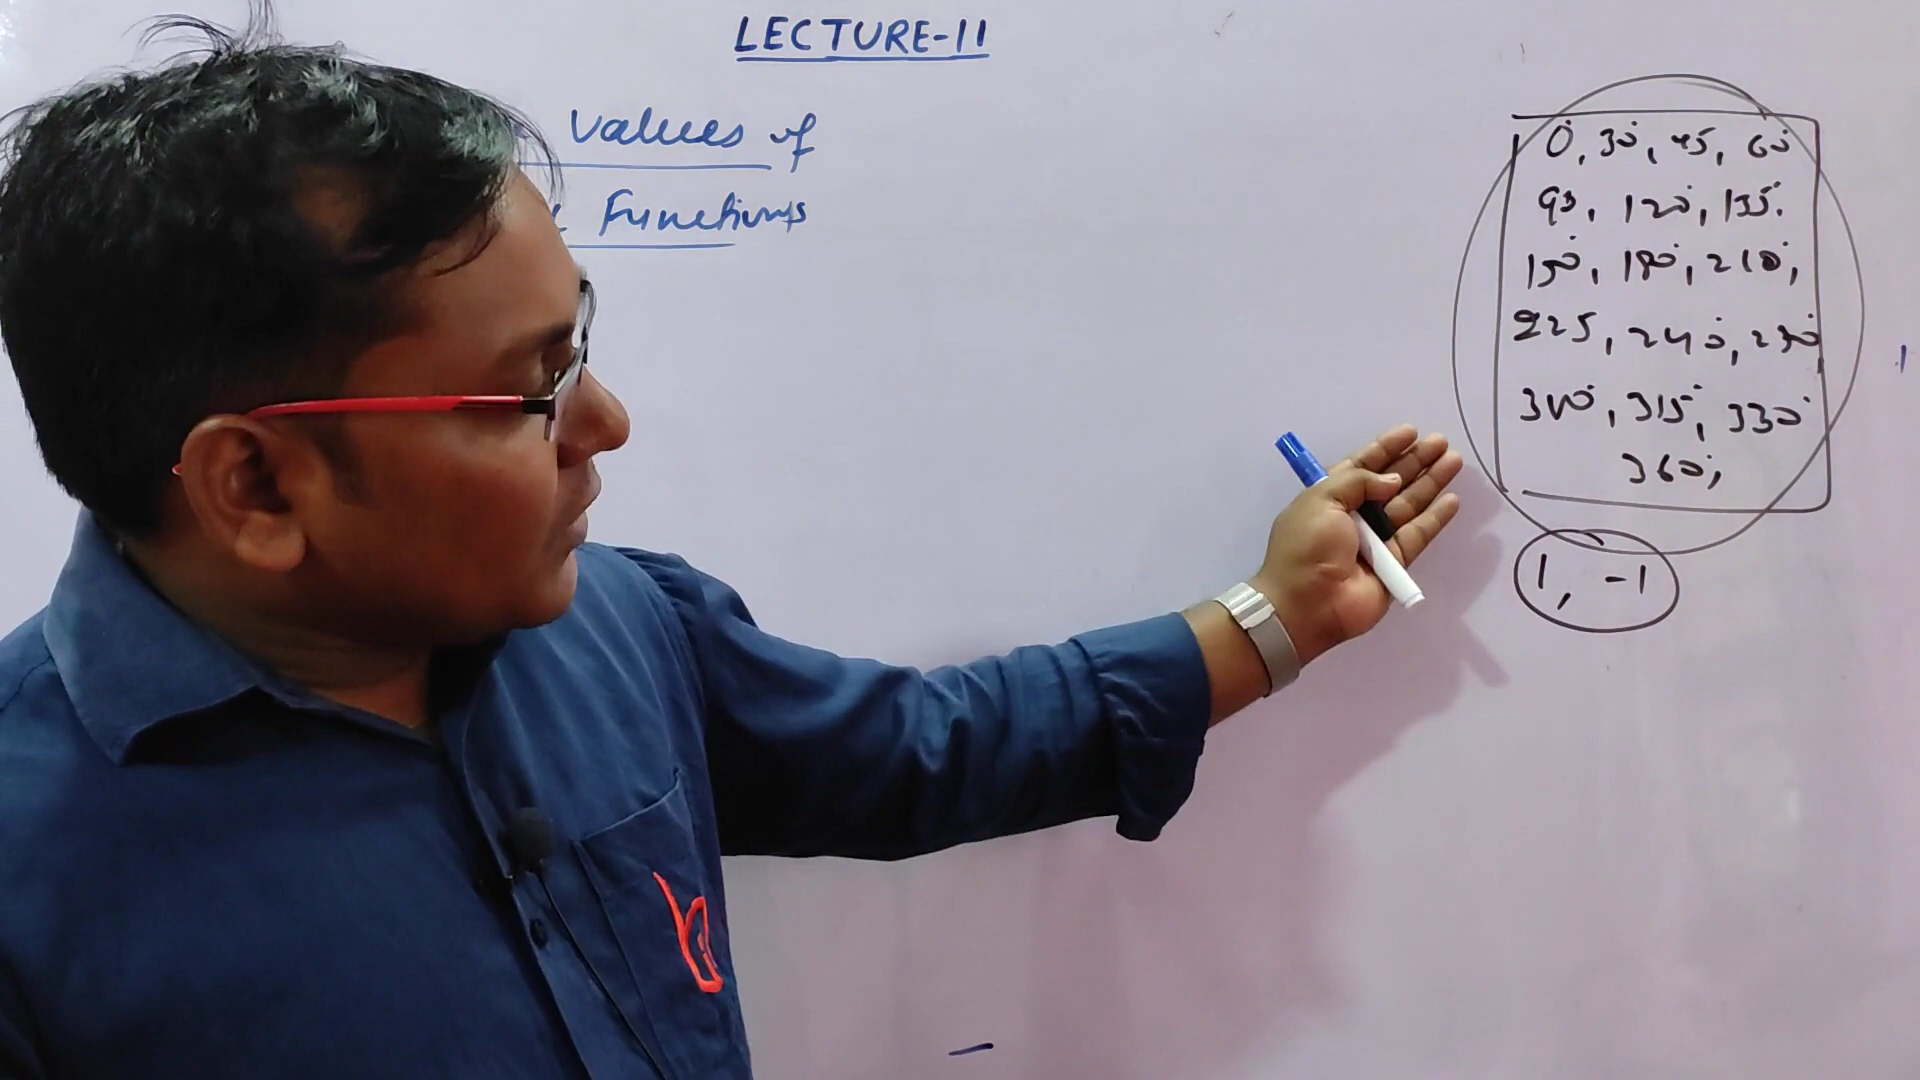 LECTURE-11
Values of
Functions
0°, 30°, 45, 60°
90, 120°, 135°.
150°, 180°, 210°,
225, 240°, 270°
300°, 315°, 330°
360°,
1, -1